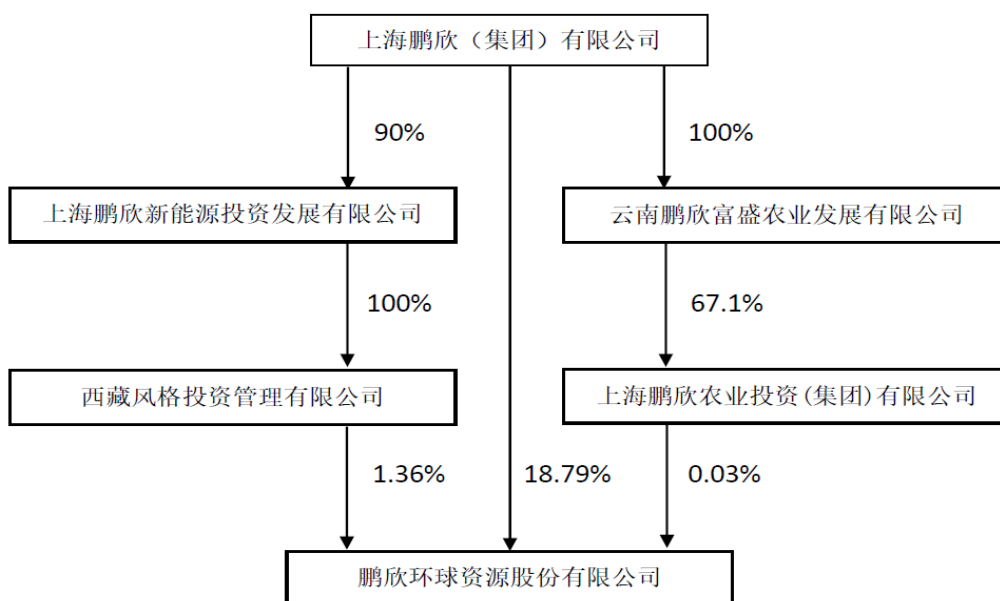 上海鹏欣（集团）有限公司
90%
100%
上海鹏欣新能源投资发展有限公司
云南鹏欣富盛农业发展有限公司
100%
67.1%
西藏风格投资管理有限公司
上海鹏欣农业投资(集团)有限公司
1.36%
18.79%
0.03%
鹏欣环球资源股份有限公司